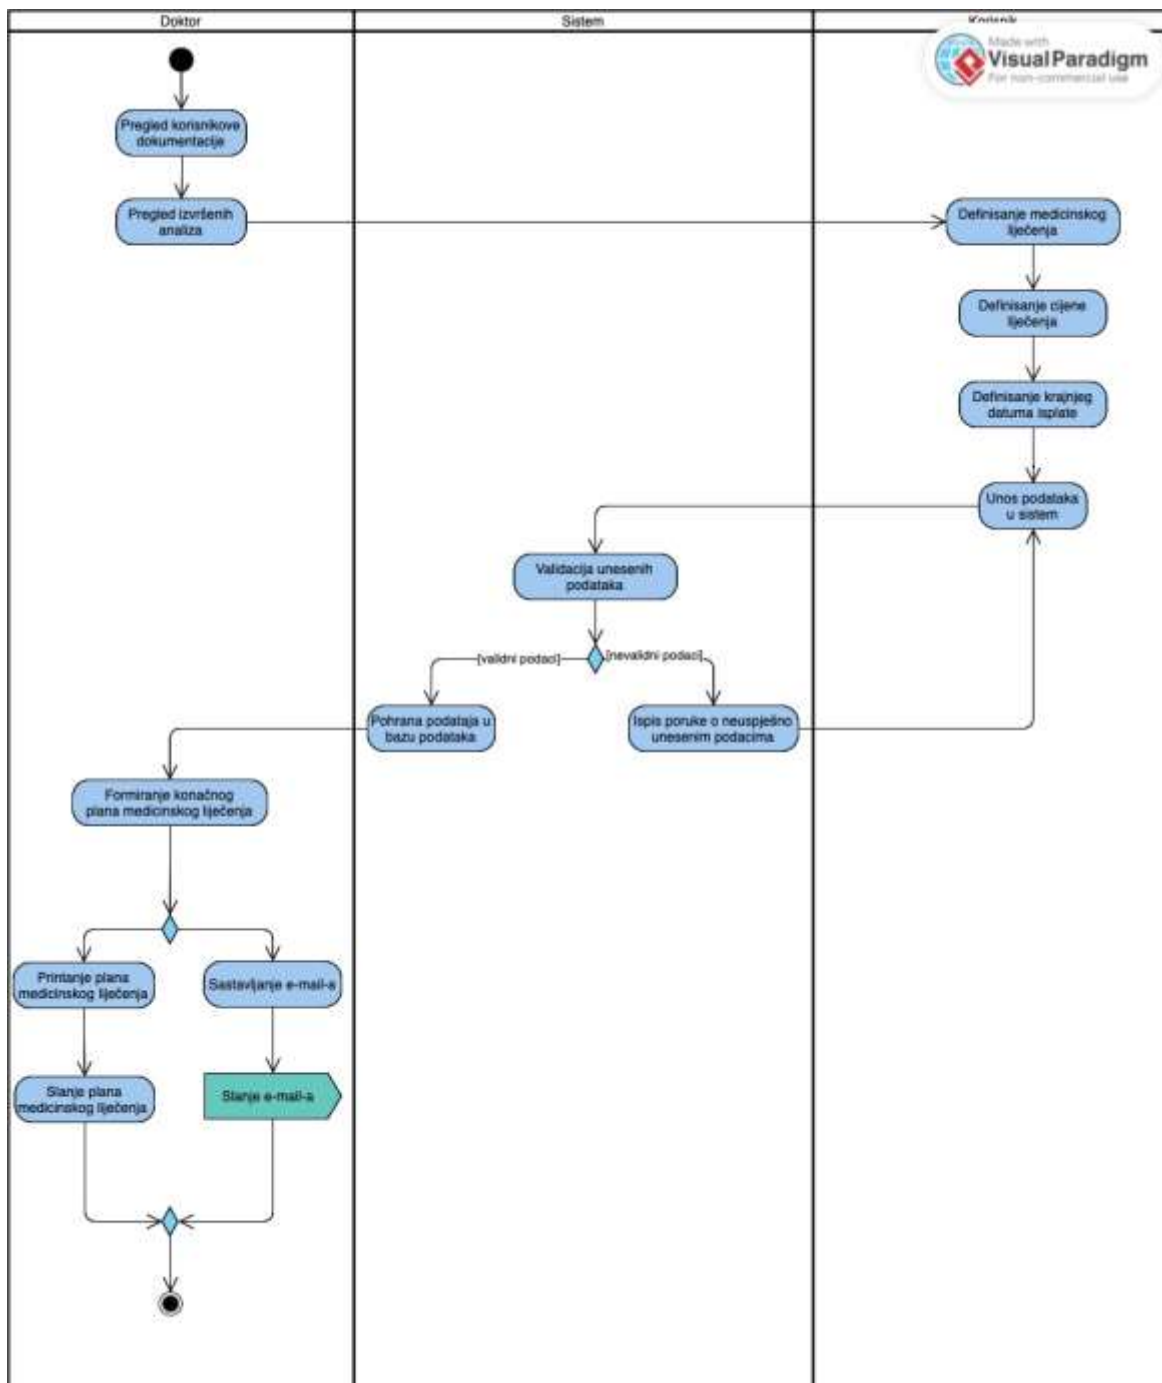 Doktor
Sistem
Korisnik
Made with
Visual Paradigm
For non-commercial use
Pregled korisnikove
dokumentacije
Pregled izvršenih
analiza
Definisanje medicinskog
liječenja
Definisanje cijene
liječenja
Definisanje krajnjeg
datuma isplate
Unos podataka
u sistem
Validacija unesenih
podataka
[validni podaci]
[nevalidni podaci]
Pohrana podataja u
bazu podataka
Ispis poruke o neuspješno
unesenim podacima
Formiranje konačnog
plana medicinskog liječenja
Printanje plana
medicinskog liječenja
Sastavljanje e-mail-a
Slanje plana
medicinskog liječenja
Slanje e-mail-a